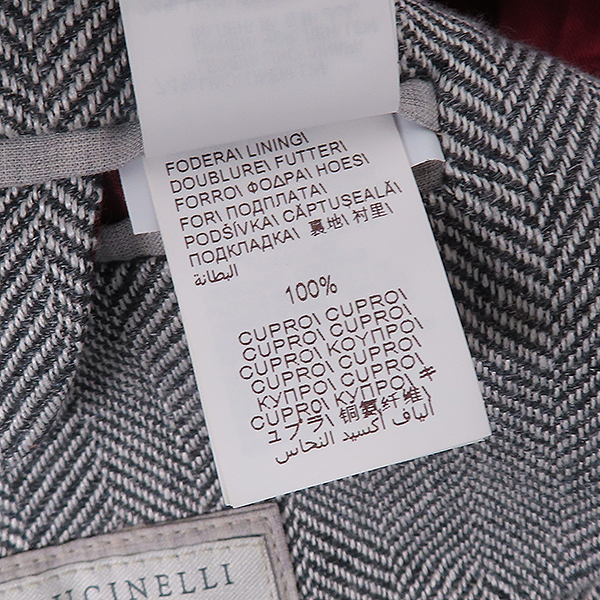 FODERA\ LINING\
DOUBLURE\ FUTTER\
FORRO\ ФОДРА\ HOES\
FOR\ ПОДПЛАТА\
PODŠÍVKA\ CĂPTUSEALĂ\
ПОДКЛАДКА\ 裏地\ 衬里\
البطانة
100%
CUPRO\ CUPRO\
CUPRO\ CUPRO\
CUPRO\ ΚΟΥΠΡΟ\
CUPRO\ CUPRO\
КУПРО\ CUPRO\
CUPRO\ КУПРО\ キ
ュプラ\ 铜氨纤维\
ألياف أكسيد النحاس
UCINELLI